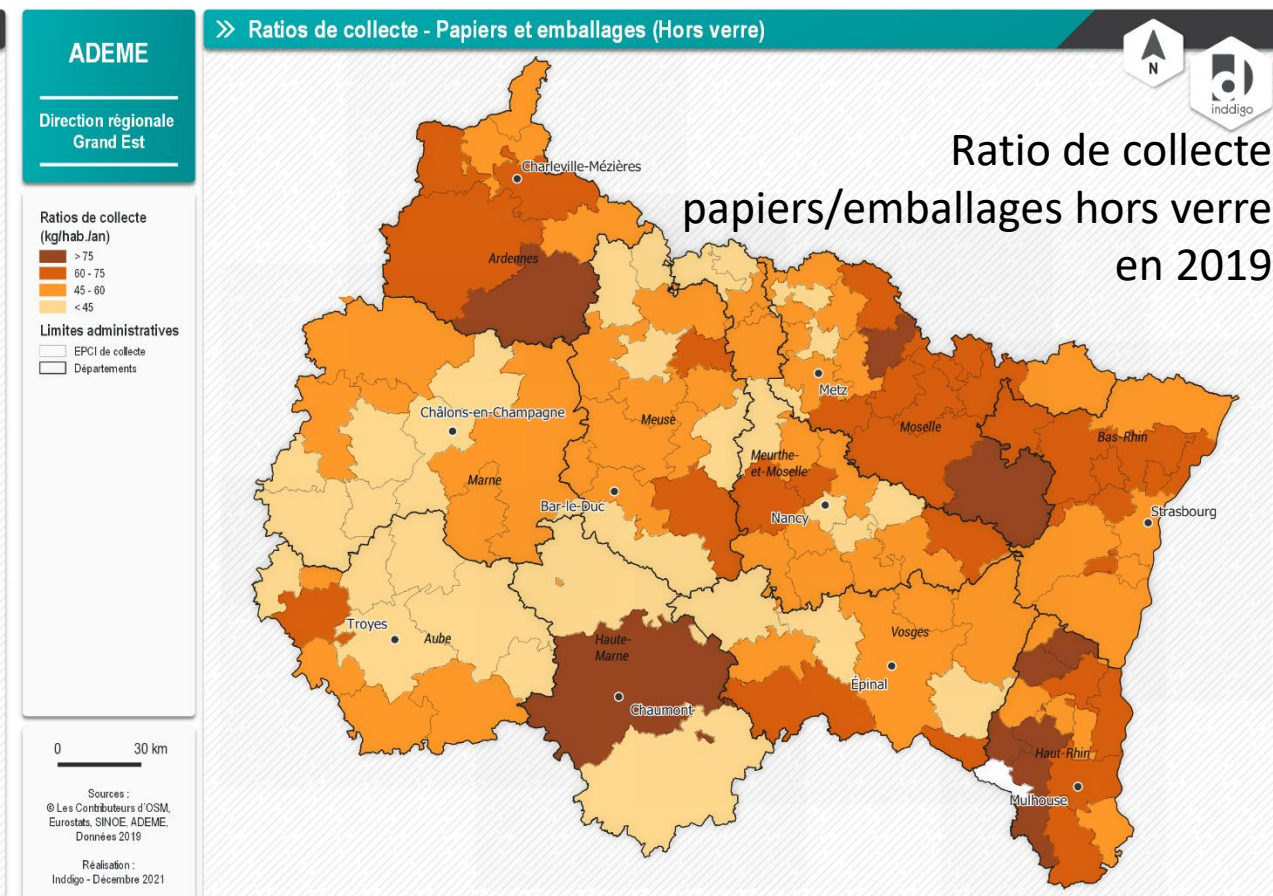 ADEME
Direction régionale
Grand Est
Ratios de collecte
(kg/hab./an)
> 75
60 - 75
45 - 60
< 45
Limites administratives
EPCI de collecte
Départements
0 30 km
Sources :
© Les Contributeurs d'OSM,
Eurostats, SINOE, ADEME,
Données 2019
Réalisation :
Inddigo - Décembre 2021
>> Ratios de collecte - Papiers et emballages (Hors verre)
N
inddigo
Ratio de collecte
papiers/emballages hors verre
en 2019
Charleville-Mézières
Ardennes
Metz
Châlons-en-Champagne
Meuse
Moselle
Bas-Rhin
Marne
Meurthe-
et-Moselle
Bar-le-Duc
Nancy
Strasbourg
Troyes
Aube
Haute-
Marne
Vosges
Épinal
Chaumont
Haut-Rhin
Mulhouse